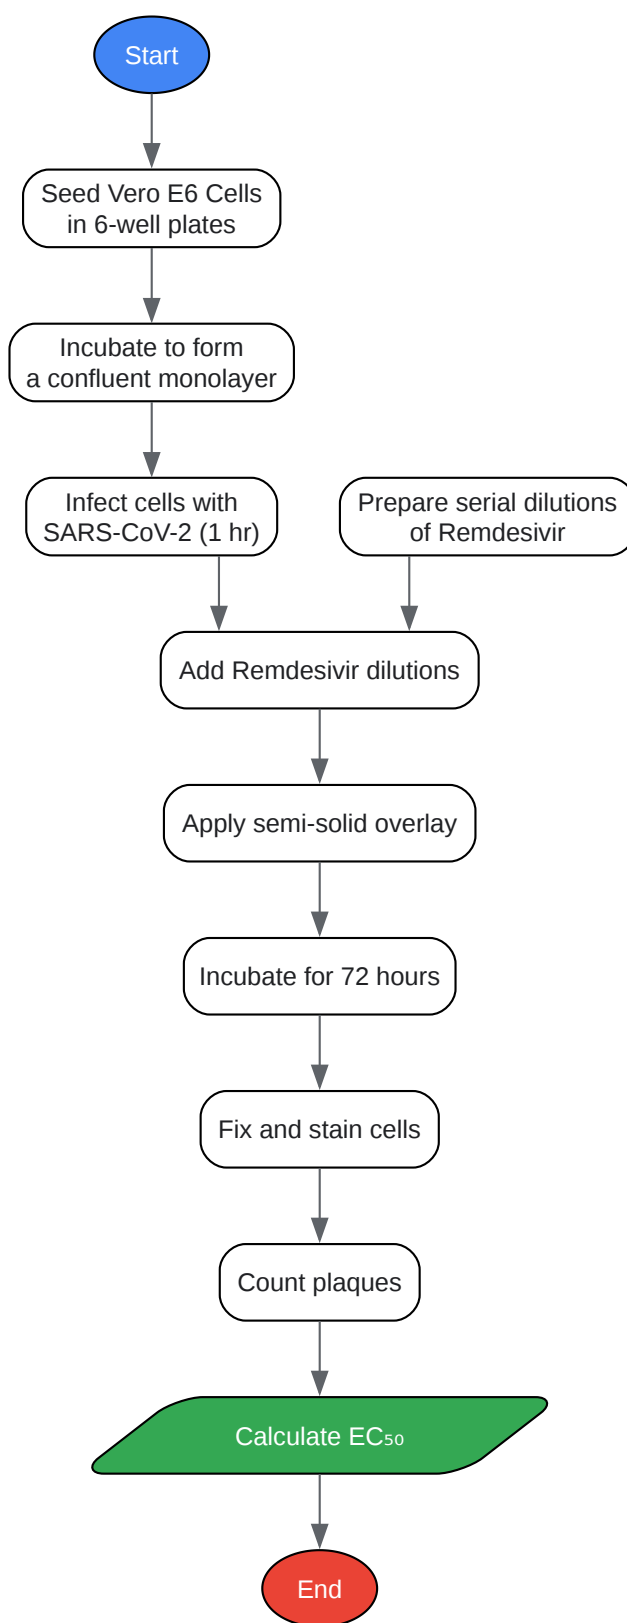 Start
Seed Vero E6 Cells
in 6-well plates
Incubate to form
a confluent monolayer
Infect cells with
SARS-CoV-2 (1 hr)
Prepare serial dilutions
of Remdesivir
Add Remdesivir dilutions
Apply semi-solid overlay
Incubate for 72 hours
Fix and stain cells
Count plaques
Calculate EC₅₀
End